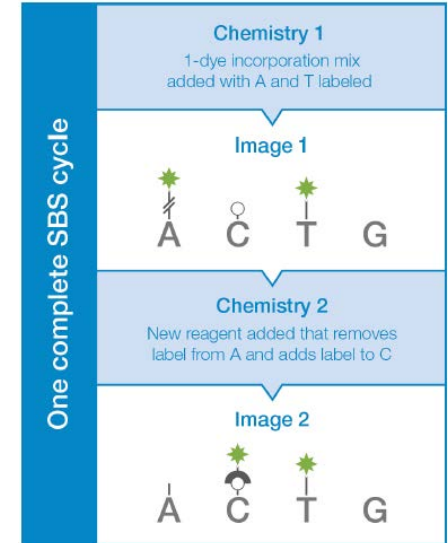 One complete SBS cycle
Chemistry 1
1-dye incorporation mix
added with A and T labeled
Image 1
A C T G
Chemistry 2
New reagent added that removes
label from A and adds label to C
Image 2
A C T G